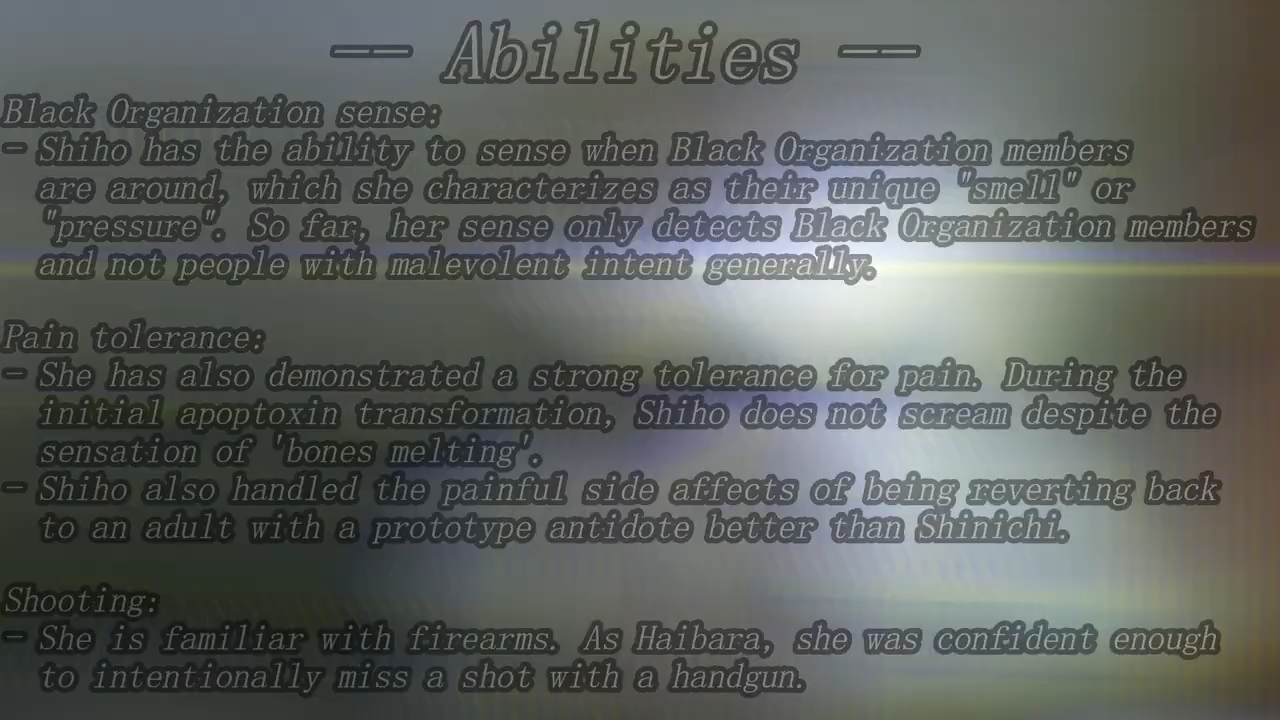 ── Abilities ──
Black Organization sense:
- Shiho has the ability to sense when Black Organization members
are around, which she characterizes as their unique "smell" or
"pressure". So far, her sense only detects Black Organization members
and not people with malevolent intent generally.
Pain tolerance:
- She has also demonstrated a strong tolerance for pain. During the
initial apoptoxin transformation, Shiho does not scream despite the
sensation of 'bones melting'.
- Shiho also handled the painful side affects of being reverting back
to an adult with a prototype antidote better than Shinichi.
Shooting:
- She is familiar with firearms. As Haibara, she was confident enough
to intentionally miss a shot with a handgun.